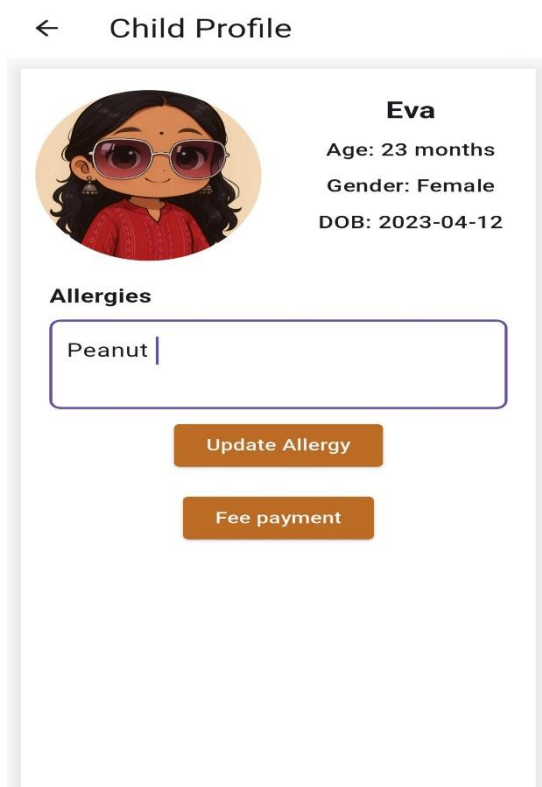 Child Profile
Eva
Age: 23 months
Gender: Female
DOB: 2023-04-12
Allergies
Peanut
Update Allergy
Fee payment